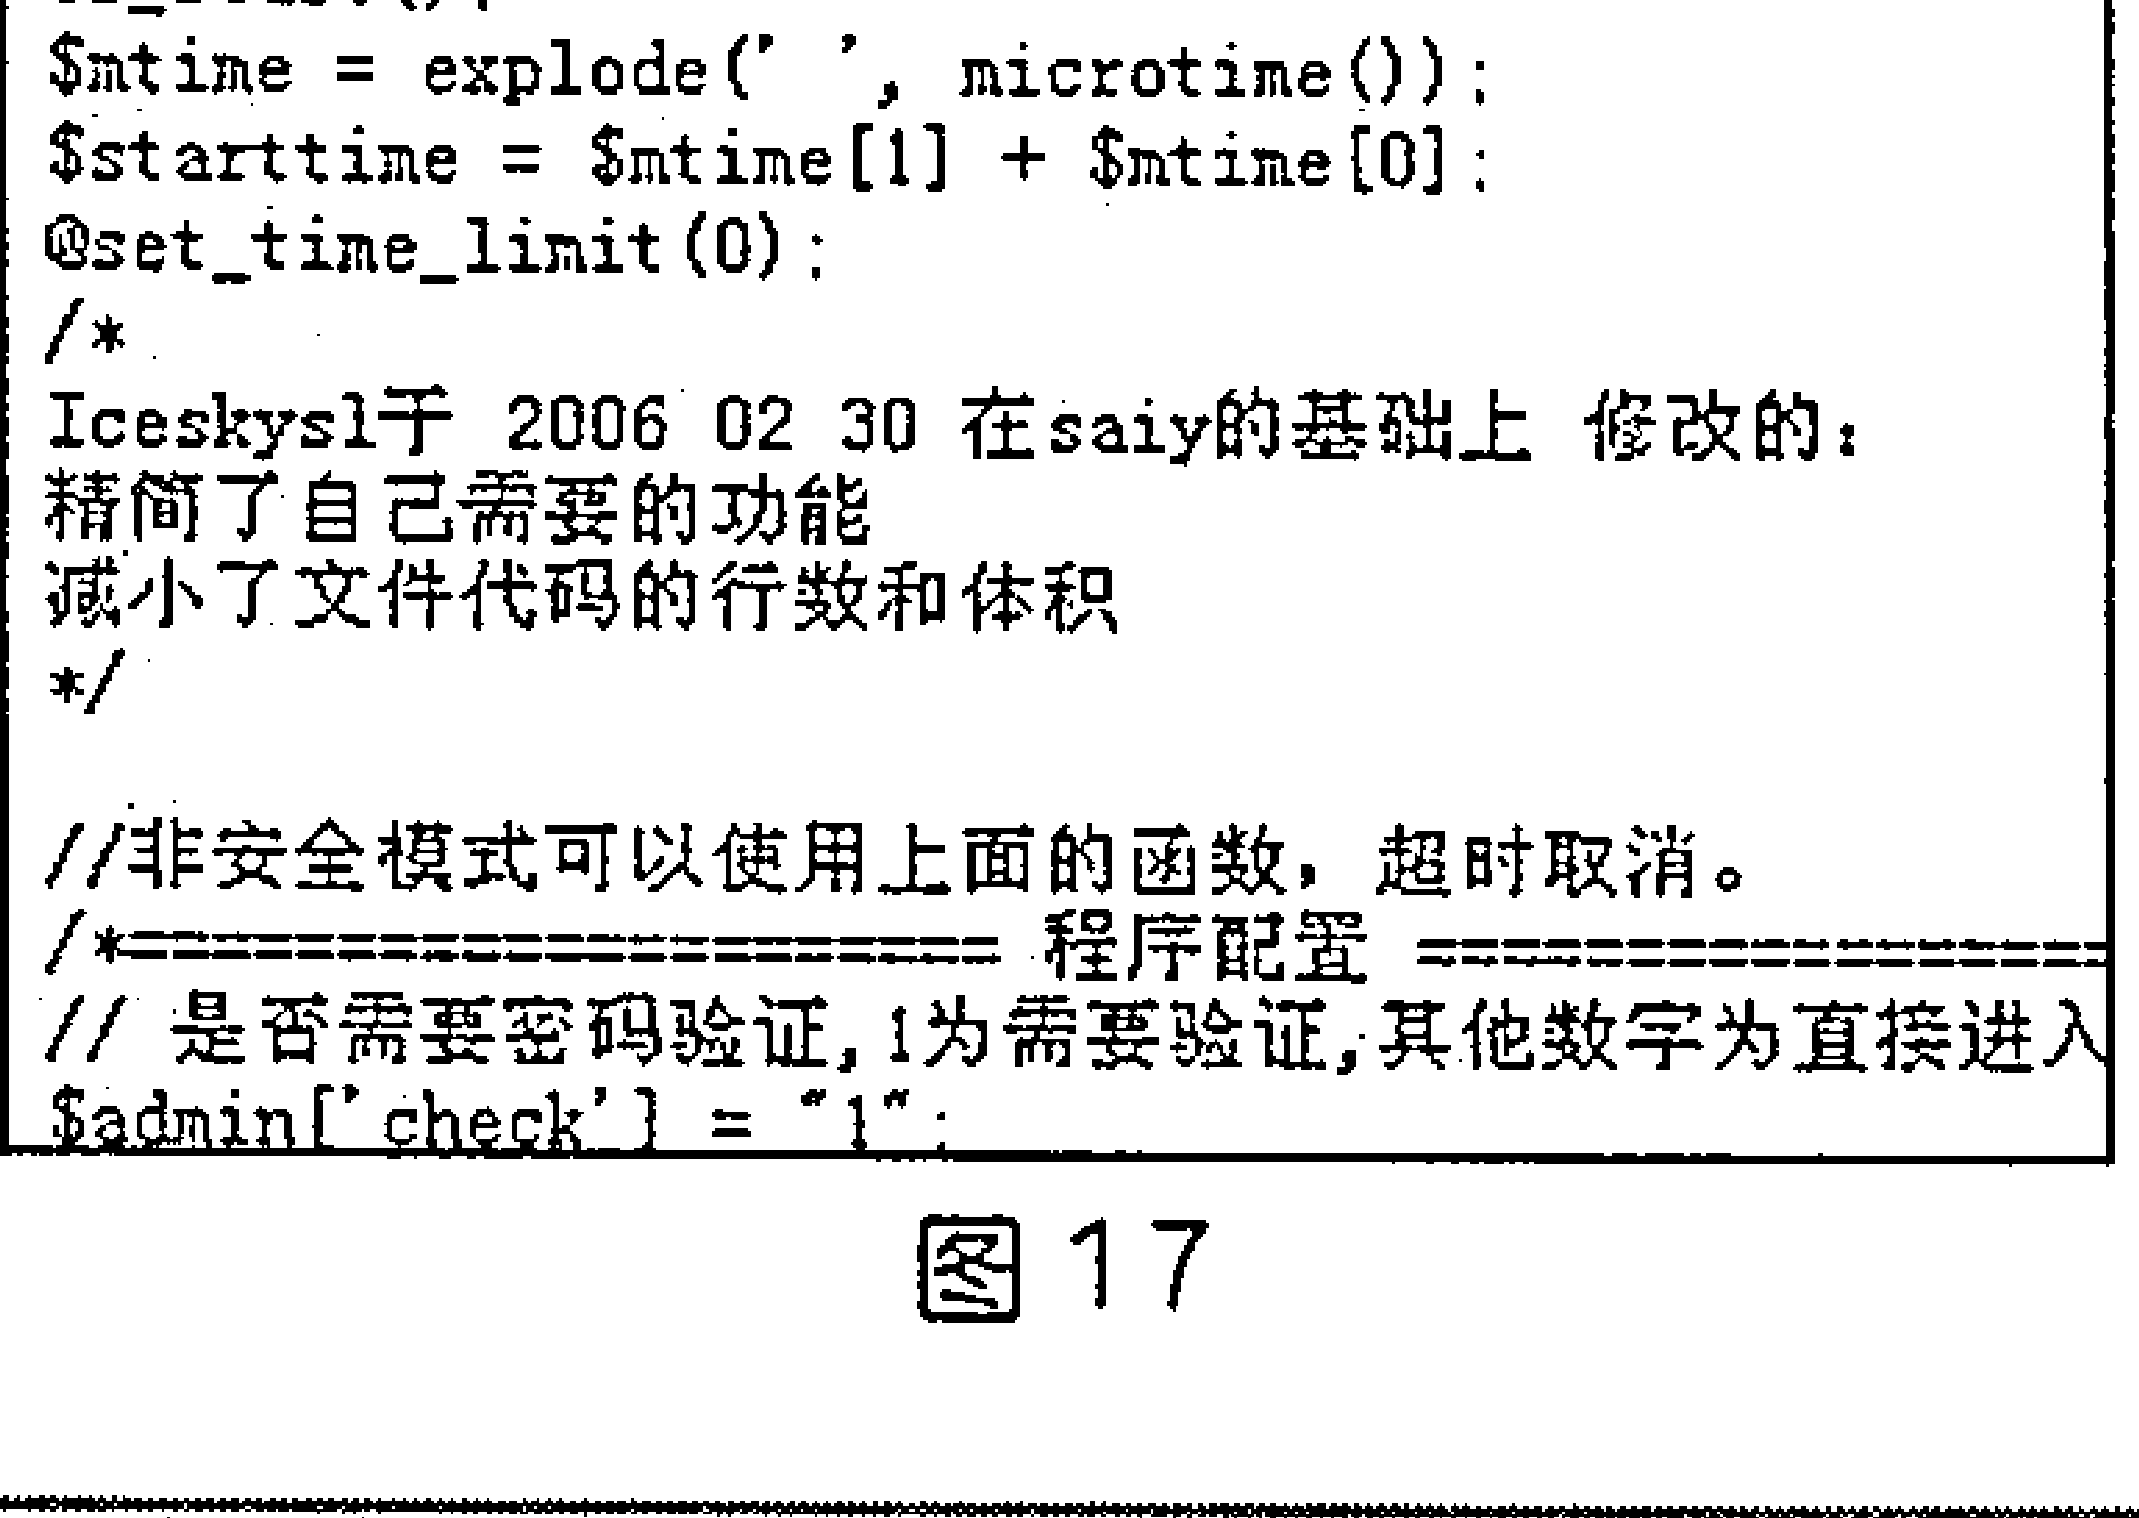 $mtime = explode(' ', microtime());
$starttime = $mtime[1] + $mtime[0];
@set_time_limit(0);
/*
Iceskysl于 2006 02 30 在saiy的基础上 修改的：
精简了自己需要的功能
减小了文件代码的行数和体积
*/
//非安全模式可以使用上面的函数，超时取消。
/*===================== 程序配置 =================
// 是否需要密码验证,1为需要验证,其他数字为直接进入
$admin['check'] = "1";
图 17